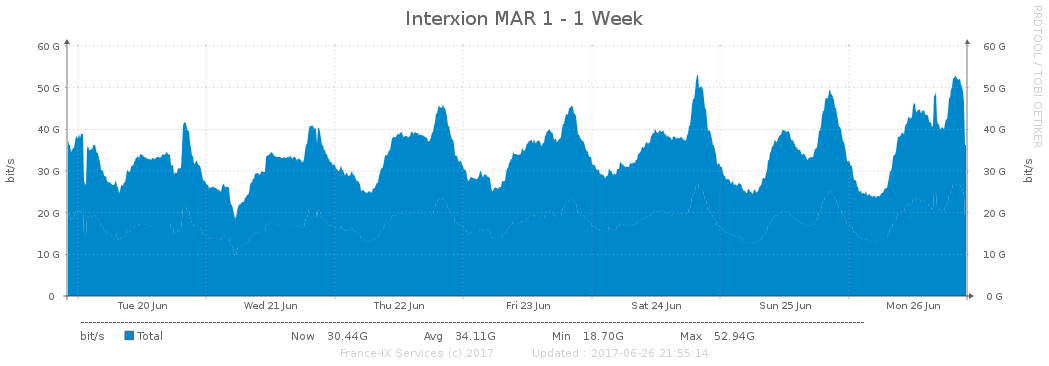 Interxion MAR 1 - 1 Week
RRDTOOL / TOBI OETIKER
bit/s
60 G
50 G
40 G
30 G
20 G
10 G
0
60 G
50 G
40 G
30 G
20 G
10 G
0 G
bit/s
Tue 20 Jun Wed 21 Jun Thu 22 Jun Fri 23 Jun Sat 24 Jun Sun 25 Jun Mon 26 Jun
bit/s Total Now 30.44G Avg 34.11G Min 18.70G Max 52.94G
France-IX Services (c) 2017 Updated : 2017-06-26 21:55:14